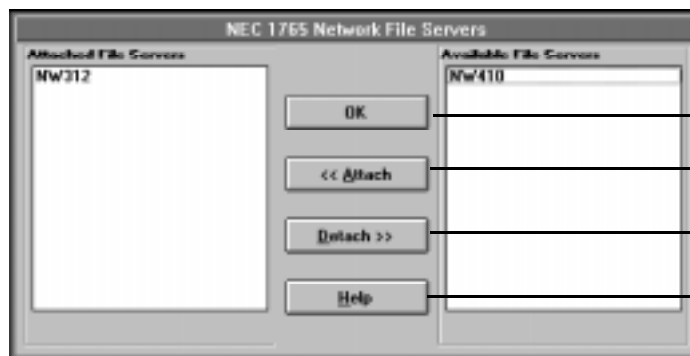 NEC 1765 Network File Servers
Attached File Servers
Available File Servers
NW312
NW410
OK
<< Attach
Detach >>
Help